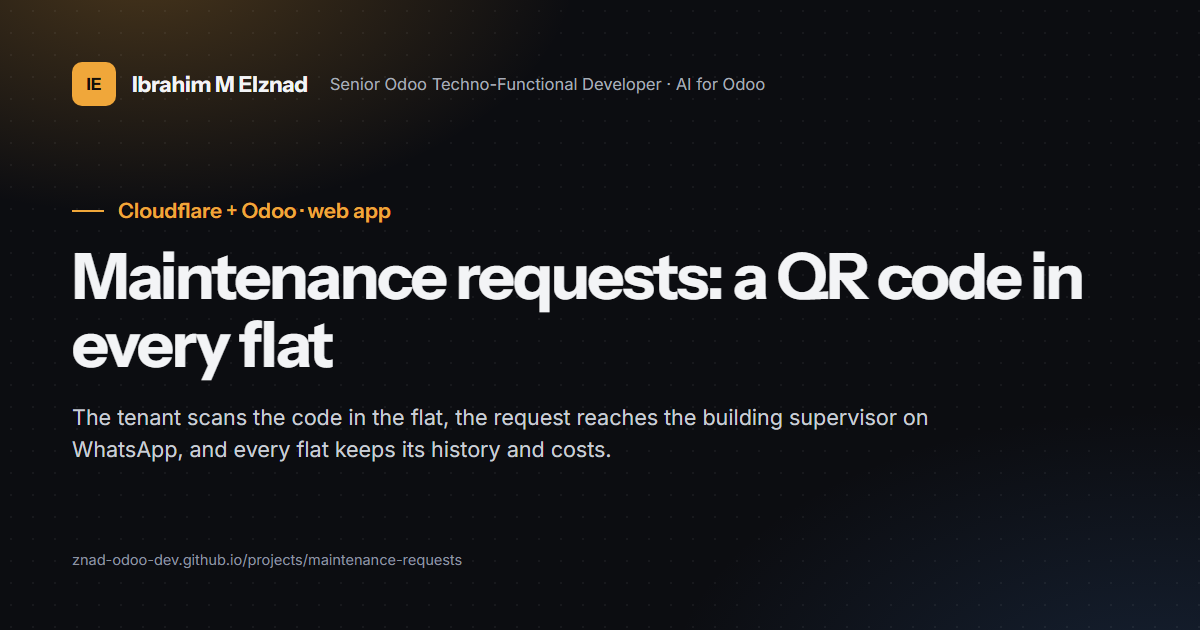 IE
Ibrahim M Elznad
Senior Odoo Techno-Functional Developer · AI for Odoo
Cloudflare + Odoo · web app
Maintenance requests: a QR code in
every flat
The tenant scans the code in the flat, the request reaches the building supervisor on
WhatsApp, and every flat keeps its history and costs.
znad-odoo-dev.github.io/projects/maintenance-requests